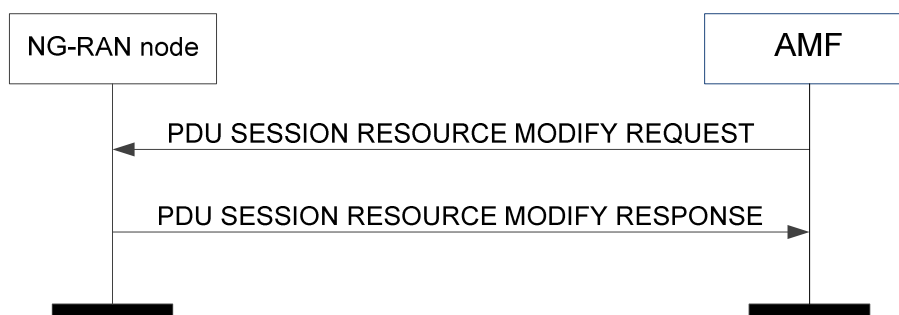 NG-RAN node
AMF
PDU SESSION RESOURCE MODIFY REQUEST
PDU SESSION RESOURCE MODIFY RESPONSE